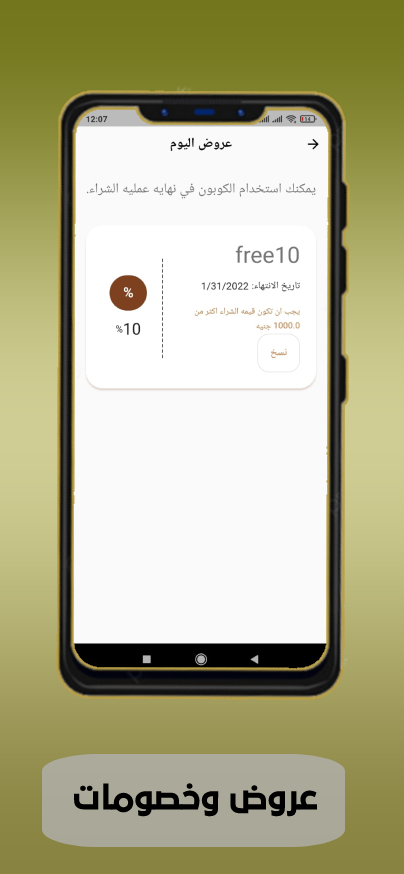 12:07
14
عروض اليوم
يمكنك استخدام الكوبون في نهايه عمليه الشراء.
free10
تاريخ الانتهاء: 1/31/2022
يجب ان تكون قيمه الشراء اكثر من
1000.0 جنيه
نسخ
%
%10
عروض وخصومات